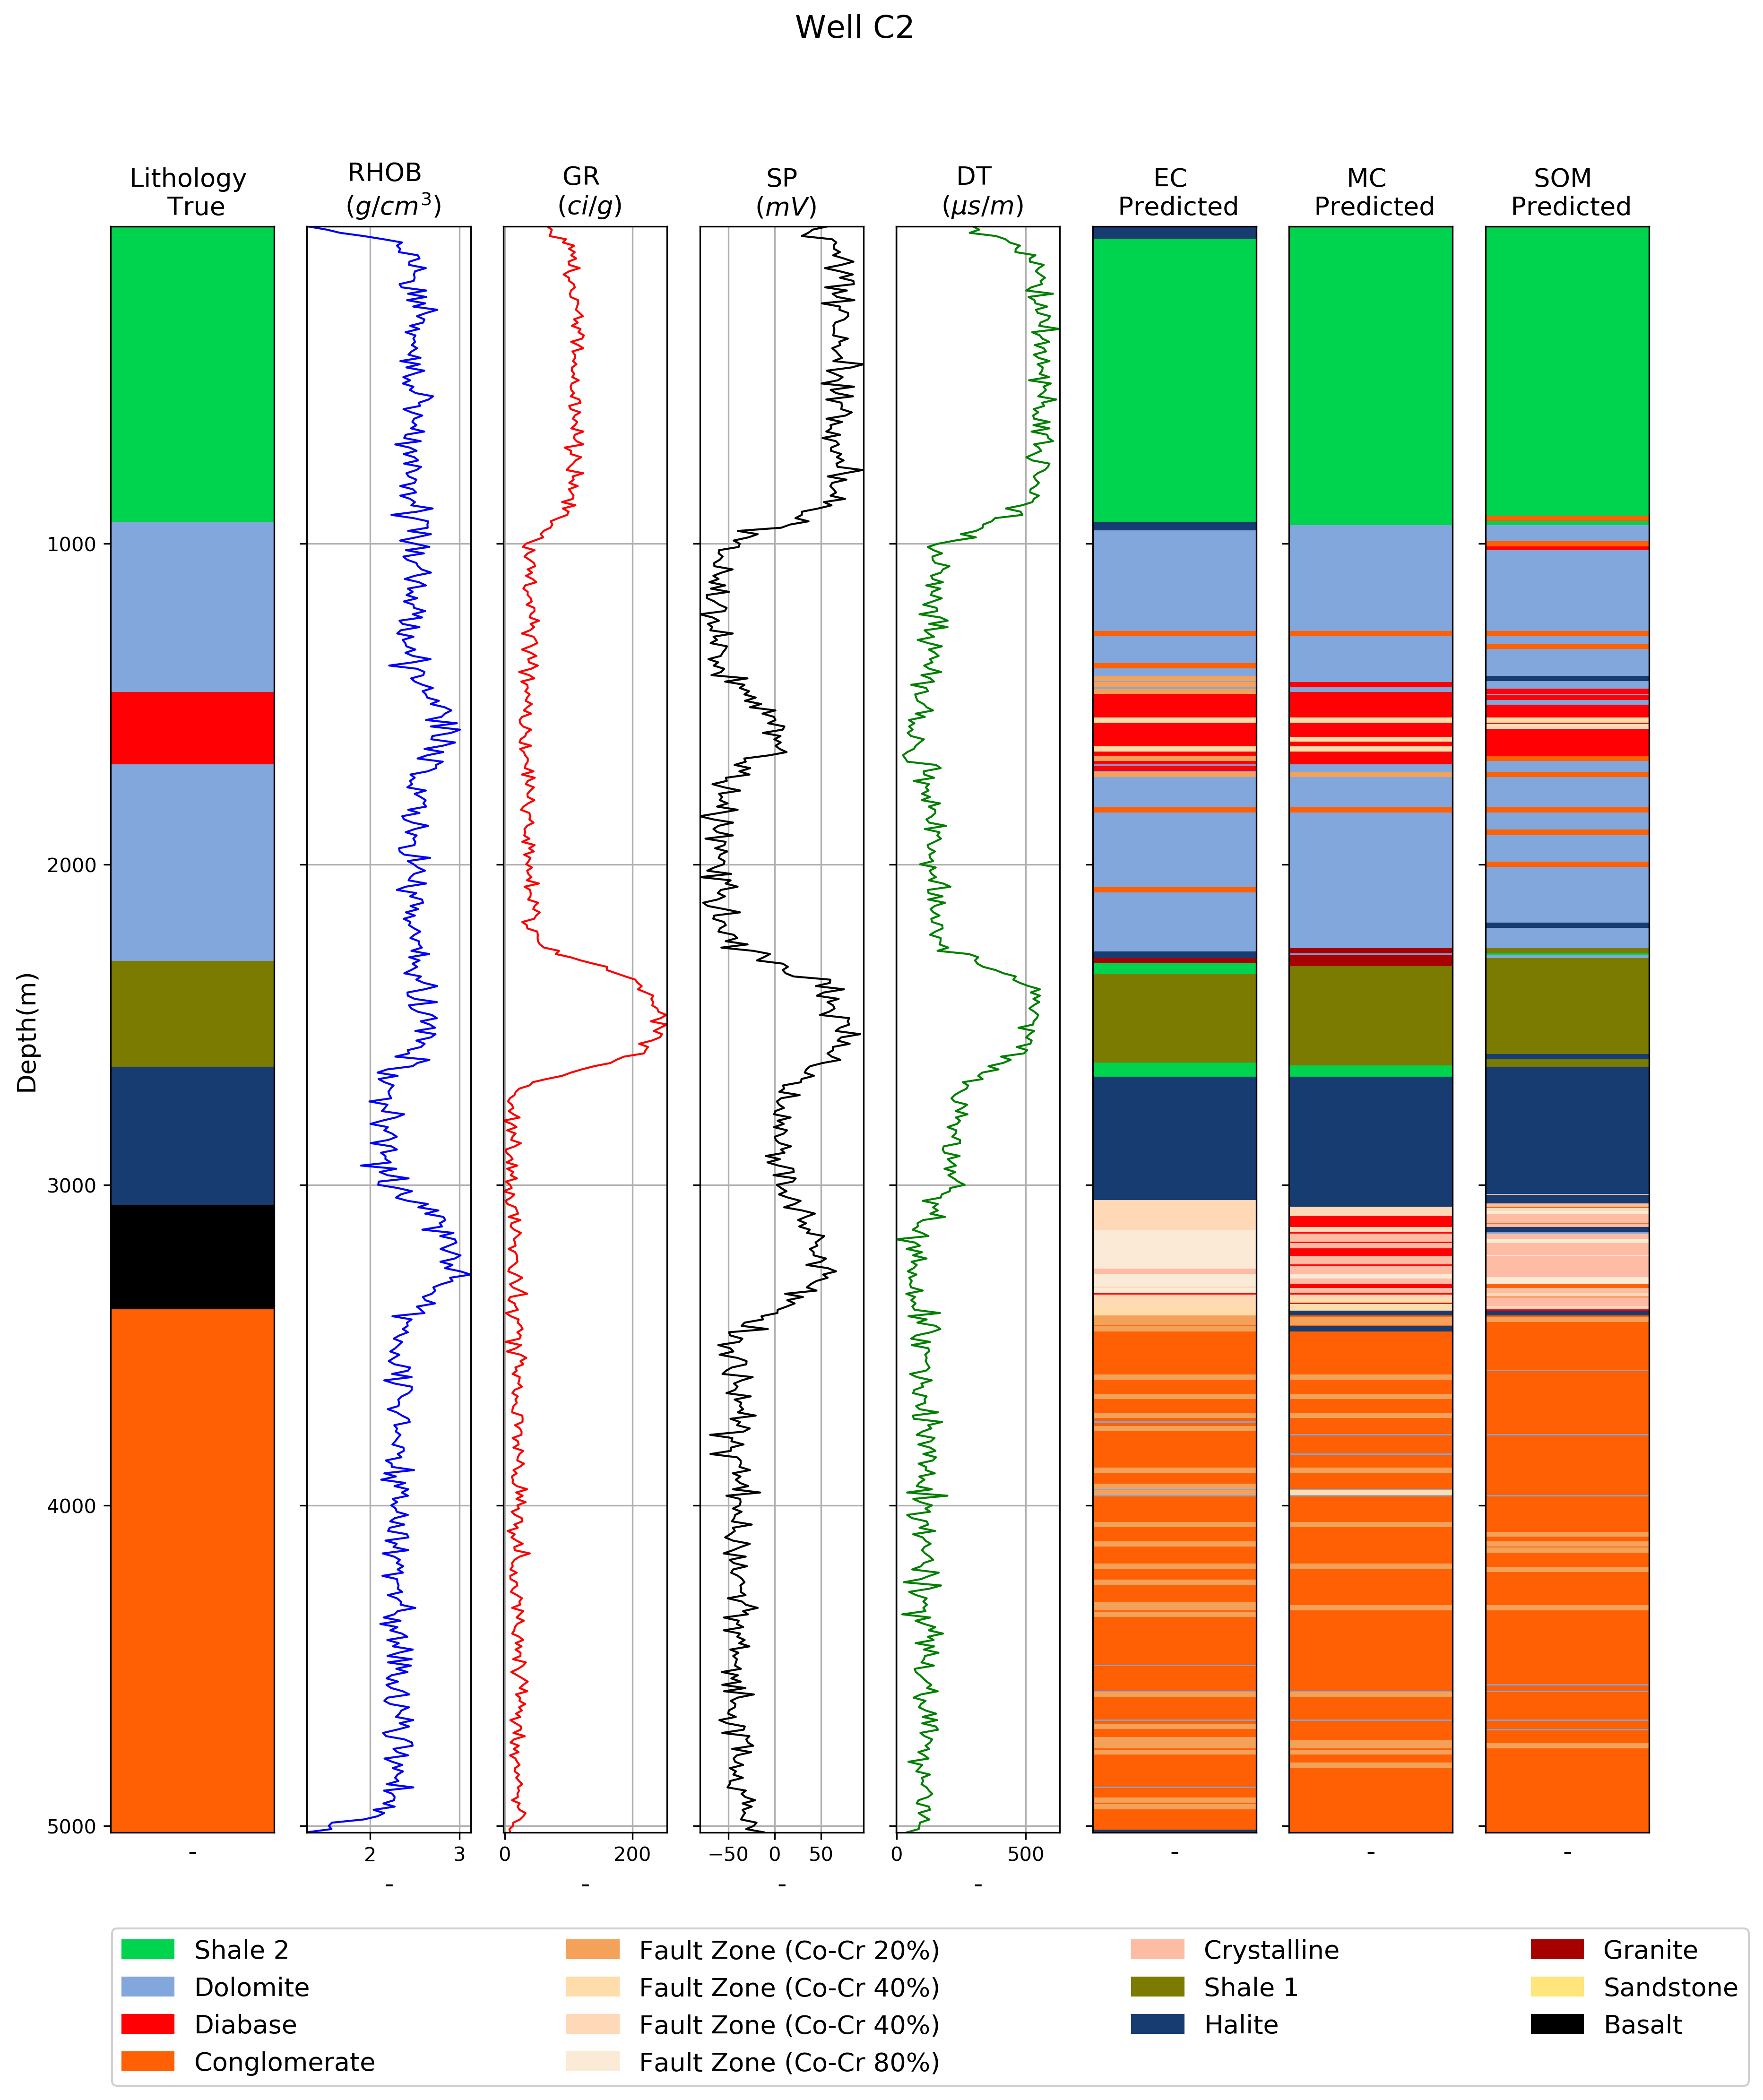 Well C2
Lithology
True
RHOB
(g/cm³)
GR
(ci/g)
SP
(mV)
DT
(μs/m)
EC
Predicted
MC
Predicted
SOM
Predicted
Depth(m)
1000
2000
3000
4000
5000
-
2 3
-
0 200
-
−50 0 50
-
0 500
-
-
-
-
Shale 2
Dolomite
Diabase
Conglomerate
Fault Zone (Co-Cr 20%)
Fault Zone (Co-Cr 40%)
Fault Zone (Co-Cr 40%)
Fault Zone (Co-Cr 80%)
Crystalline
Shale 1
Halite
Granite
Sandstone
Basalt